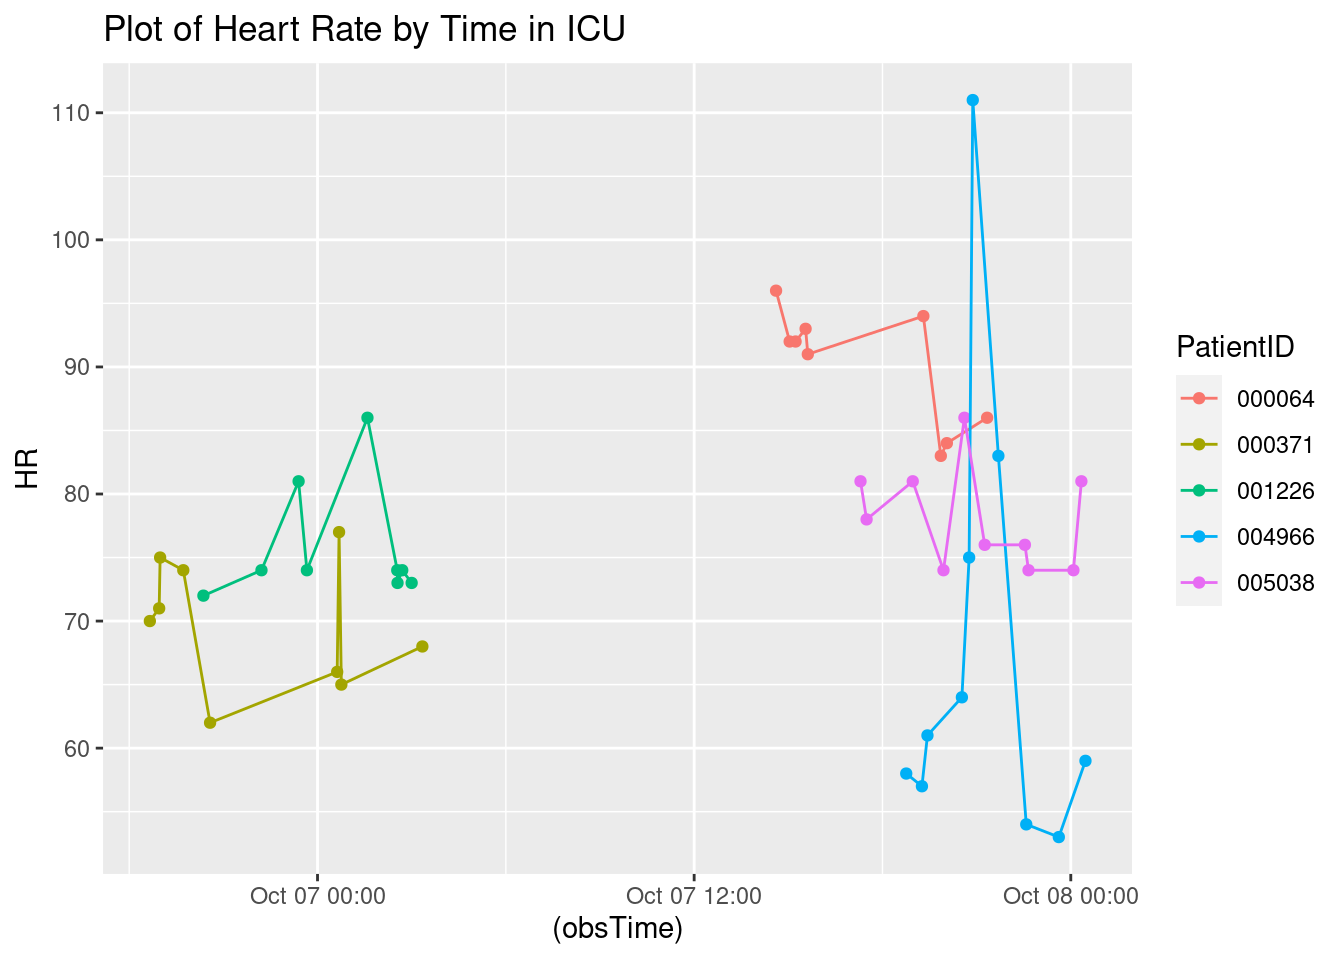 Plot of Heart Rate by Time in ICU
110
100
90
80
70
60
HR
Oct 07 00:00
Oct 07 12:00
Oct 08 00:00
(obsTime)
PatientID
000064
000371
001226
004966
005038